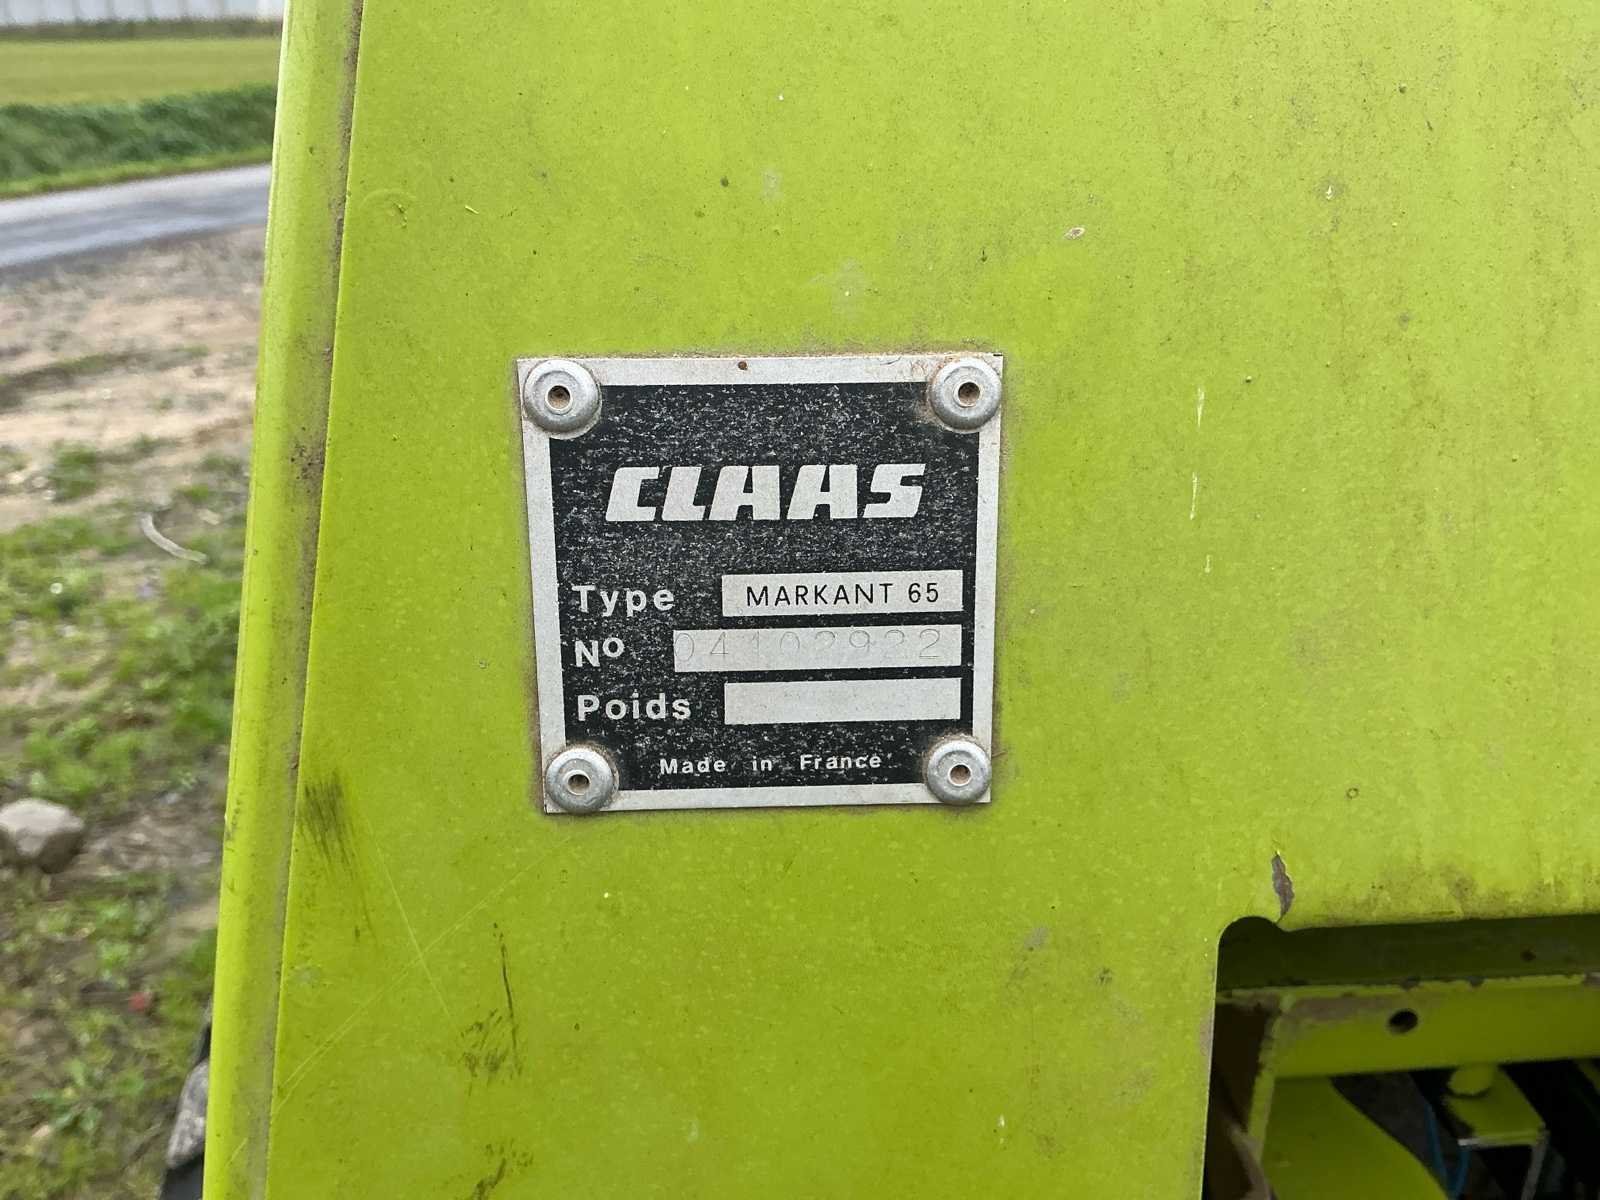 CLAAS
Type MARKANT 65
No 04102922
Poids
Made in France